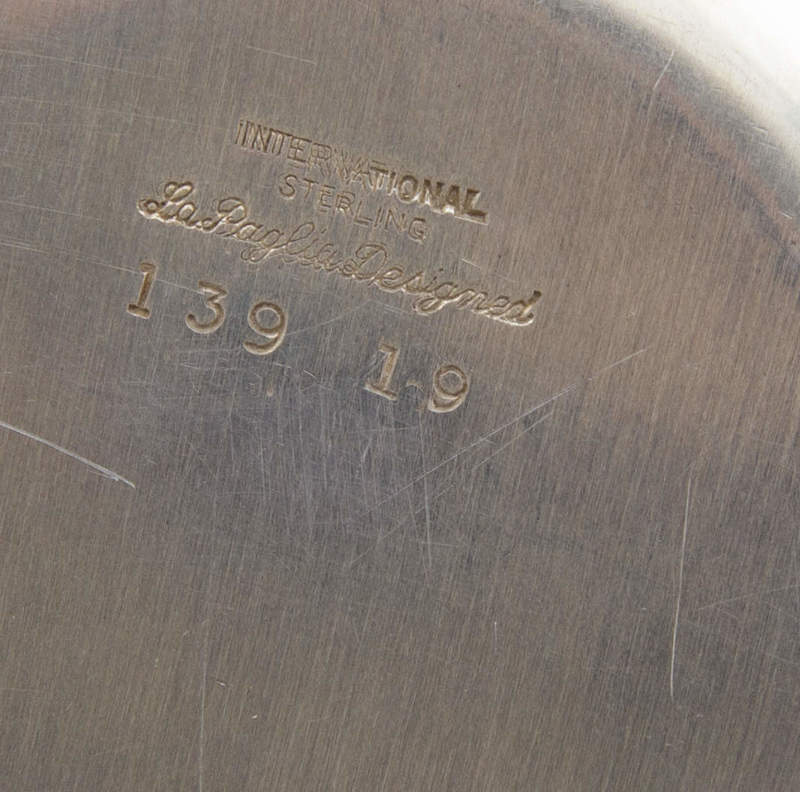 INTERNATIONAL
STERLING
La Paglia Designed
139 19